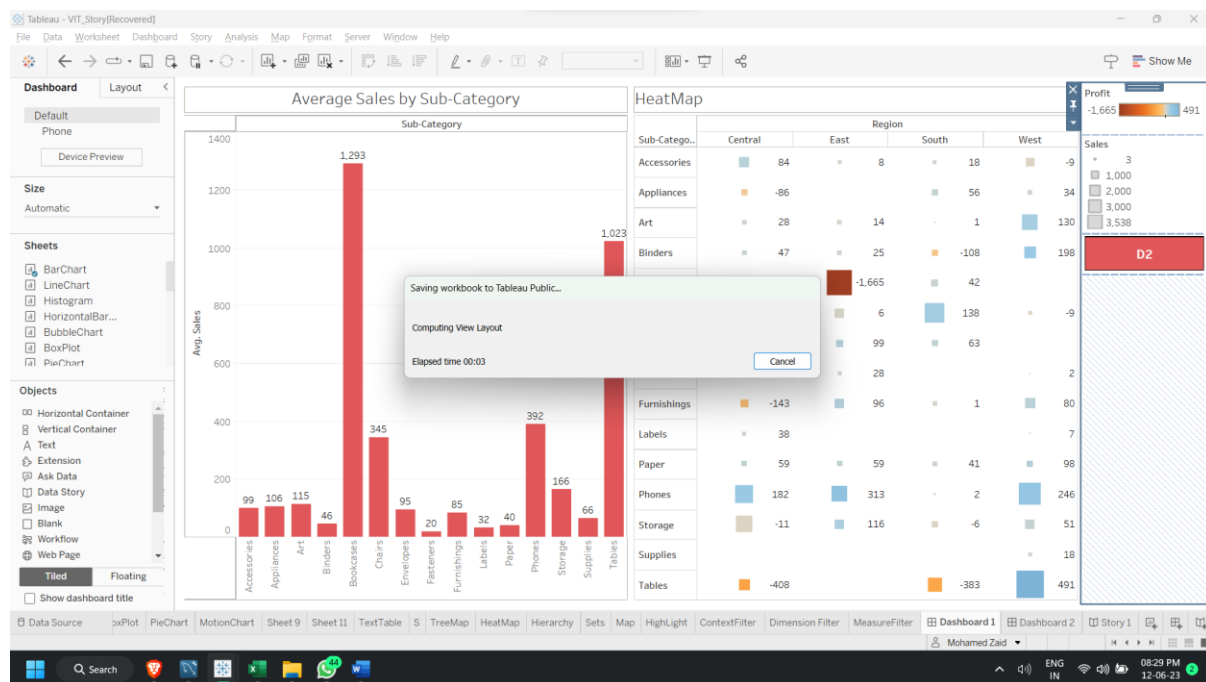 Tableau - VIT_Story[Recovered]
File Data Worksheet Dashboard Story Analysis Map Format Server Window Help
Show Me
Dashboard Layout
Default
Phone
Device Preview
Size
Automatic
Sheets
BarChart
LineChart
Histogram
HorizontalBar...
BubbleChart
BoxPlot
PieChart
Objects
Horizontal Container
Vertical Container
Text
Extension
Ask Data
Data Story
Image
Blank
Workflow
Web Page
Tiled Floating
Show dashboard title
Average Sales by Sub-Category
Sub-Category
Avg. Sales
1400
1200
1000
800
600
400
200
0
99 106 115 46 1,293 345 95 20 85 32 40 392 166 66 1,023
Accessories Appliances Art Binders Bookcases Chairs Envelopes Fasteners Furnishings Labels Paper Phones Storage Supplies Tables
HeatMap
Region
Sub-Catego.. Central East South West
Accessories 84 8 18 -9
Appliances -86 56 34
Art 28 14 1 130
Binders 47 25 -108 198
-1,665 42
6 138 -9
99 63
28 2
Furnishings -143 96 1 80
Labels 38 7
Paper 59 59 41 98
Phones 182 313 2 246
Storage -11 116 -6 51
Supplies 18
Tables -408 -383 491
Saving workbook to Tableau Public...
Computing View Layout
Elapsed time 00:03 Cancel
Profit
-1,665 491
Sales
3
1,000
2,000
3,000
3,538
D2
Data Source oxPlot PieChart MotionChart Sheet 9 Sheet 11 TextTable S TreeMap HeatMap Hierarchy Sets Map HighLight ContextFilter Dimension Filter MeasureFilter Dashboard 1 Dashboard 2 Story 1
Mohamed Zaid
Search 44 ENG 08:29 PM
IN 12-06-23 2